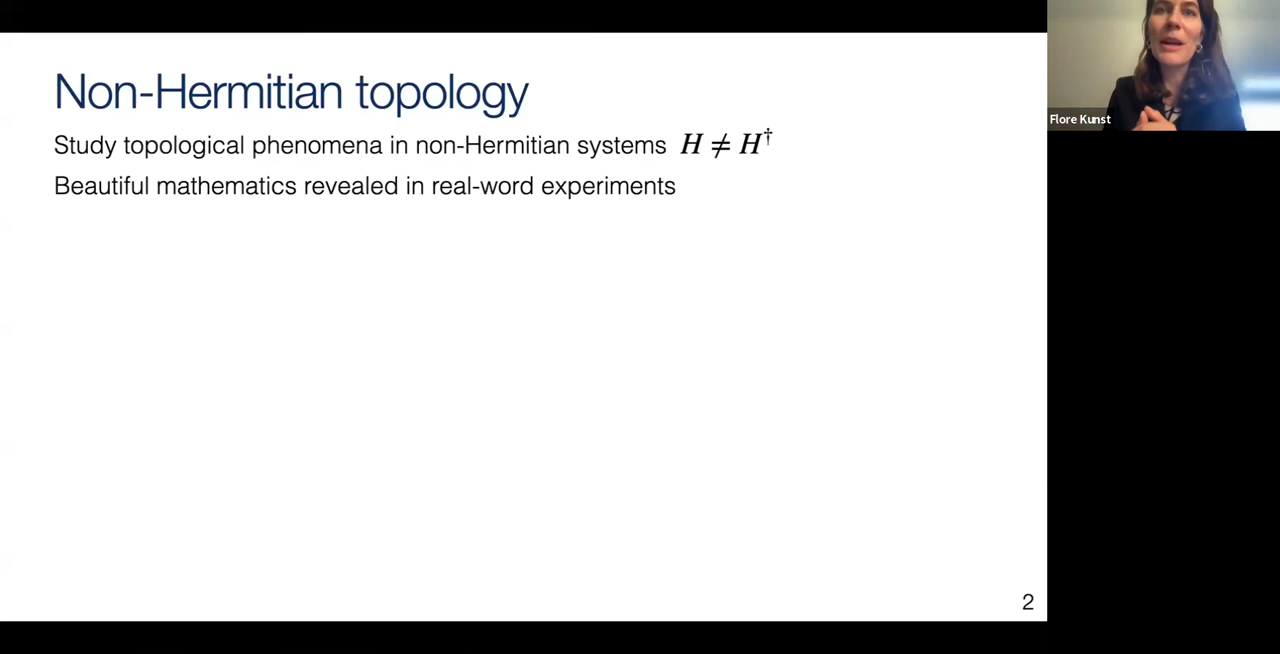 Non-Hermitian topology
Study topological phenomena in non-Hermitian systems H ≠ H†
Beautiful mathematics revealed in real-word experiments
2
Flore Kunst